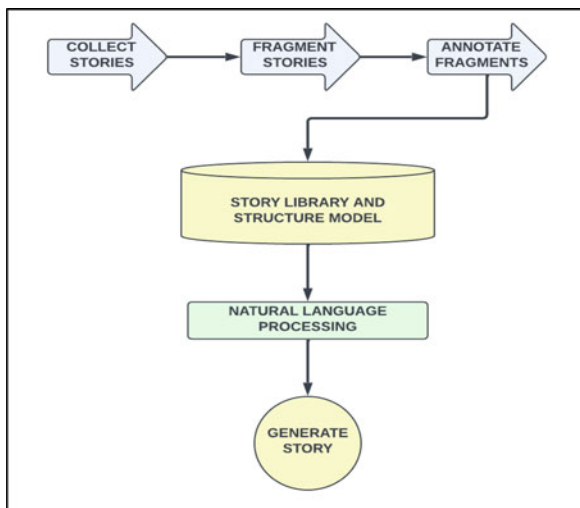 COLLECT
STORIES
FRAGMENT
STORIES
ANNOTATE
FRAGMENTS
STORY LIBRARY AND
STRUCTURE MODEL
NATURAL LANGUAGE
PROCESSING
GENERATE
STORY